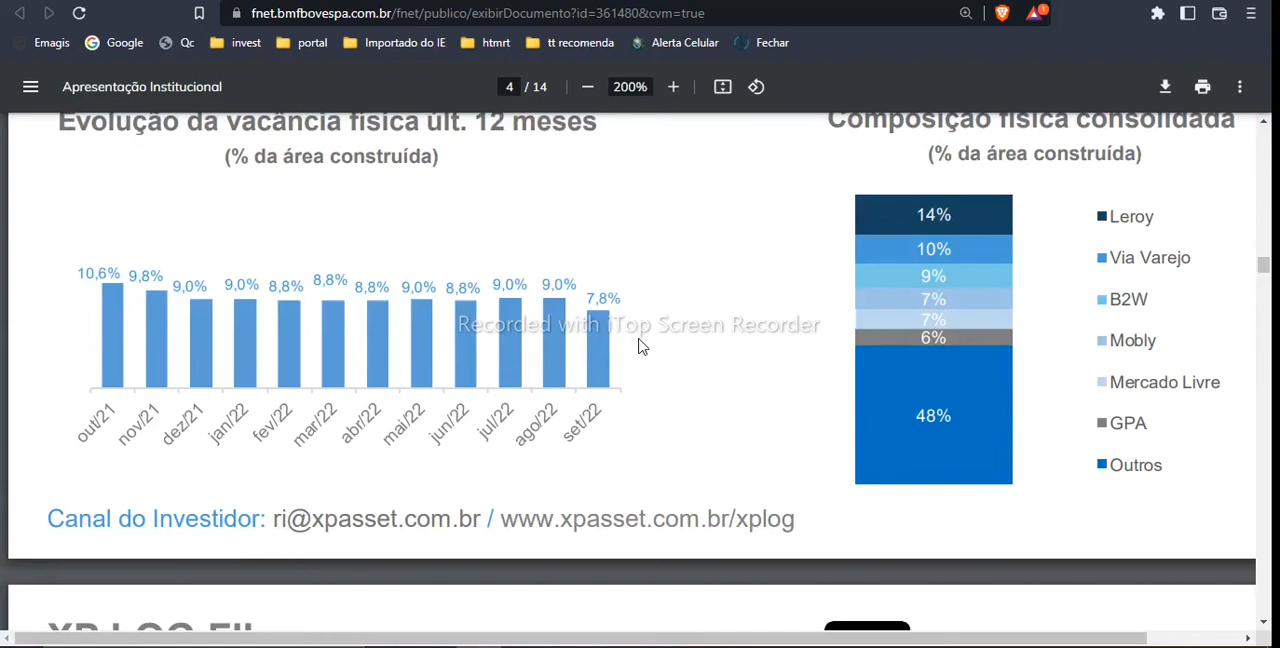 fnet.bmfbovespa.com.br/fnet/publico/exibirDocumento?id=361480&cvm=true
1
Emagis Google Qc invest portal Importado do IE htmrt tt recomenda Alerta Celular Fechar
Apresentação Institucional 4 / 14 200%
Evolução da vacância física últ. 12 meses
(% da área construída)
10,6% 9,8% 9,0% 9,0% 8,8% 8,8% 8,8% 9,0% 8,8% 9,0% 9,0% 7,8%
out/21 nov/21 dez/21 jan/22 fev/22 mar/22 abr/22 mai/22 jun/22 jul/22 ago/22 set/22
Recorded with iTop Screen Recorder
Composição física consolidada
(% da área construída)
14%
10%
9%
7%
7%
6%
48%
Leroy
Via Varejo
B2W
Mobly
Mercado Livre
GPA
Outros
Canal do Investidor: ri@xpasset.com.br / www.xpasset.com.br/xplog
XP LOG FII